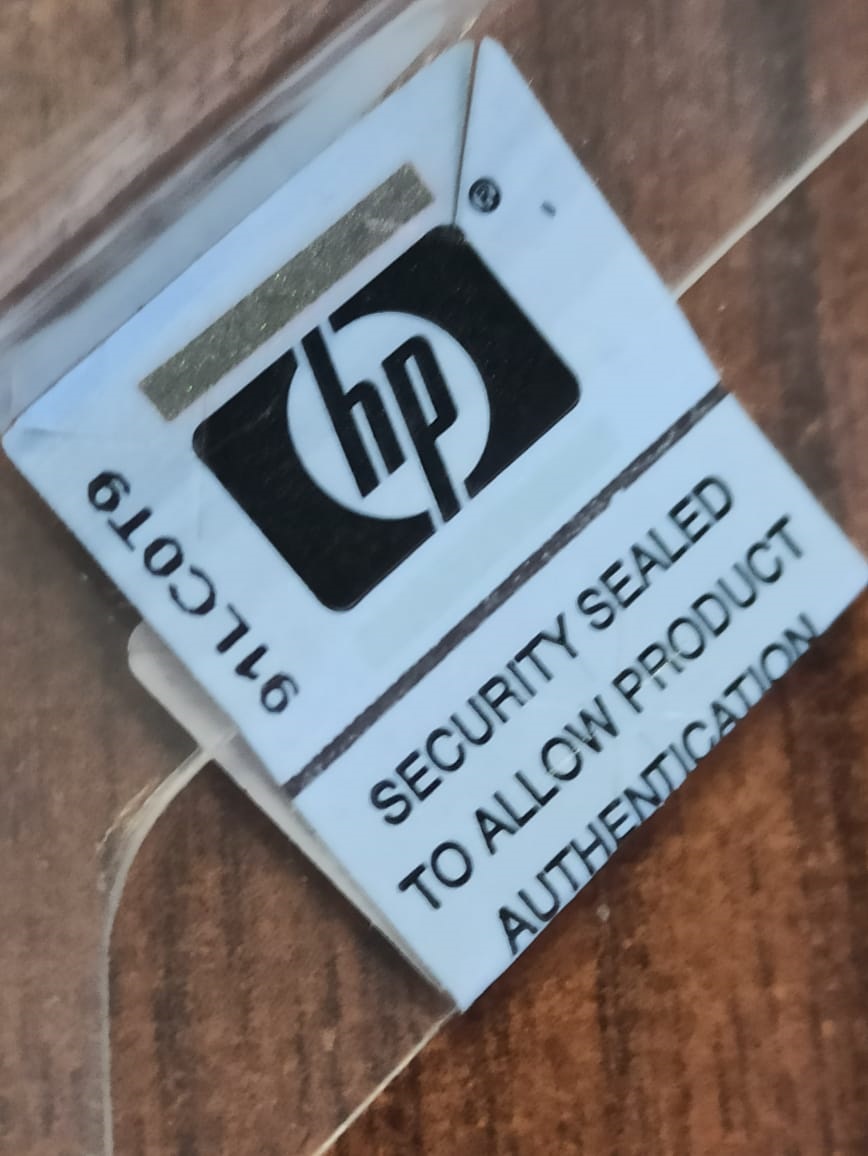 ®
hp
91LC0T9
SECURITY SEALED
TO ALLOW PRODUCT
AUTHENTICATION